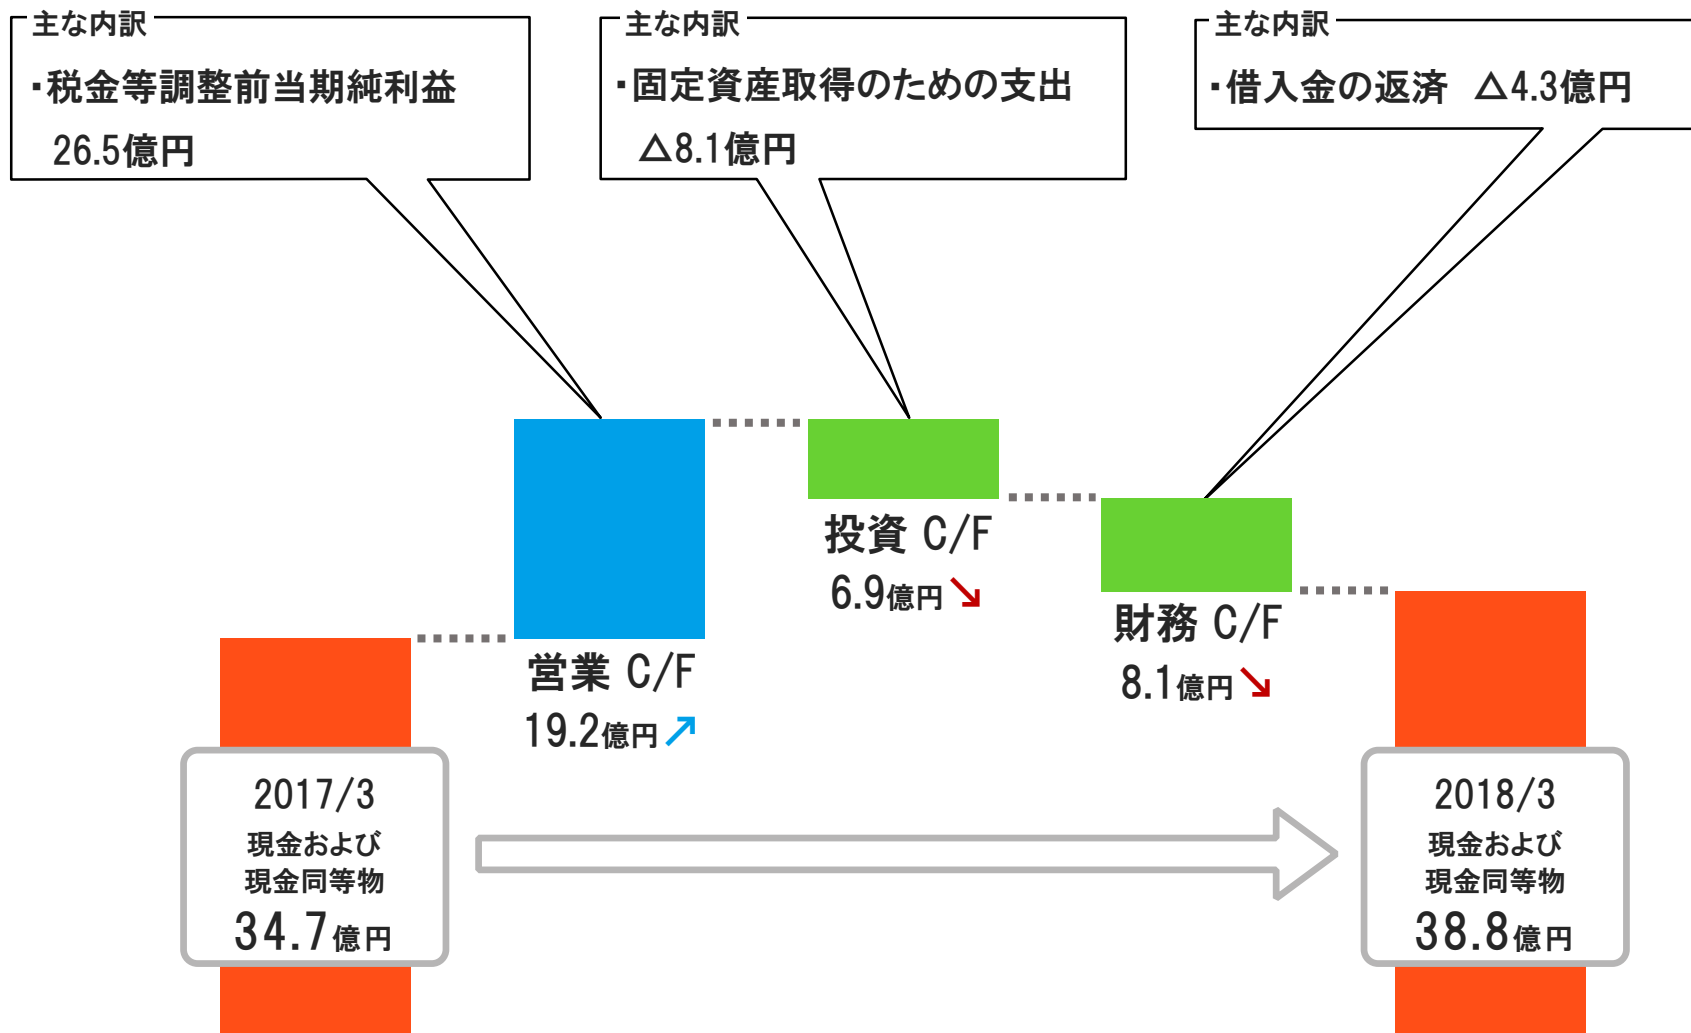 主な内訳
・税金等調整前当期純利益
26.5億円
主な内訳
・固定資産取得のための支出
△8.1億円
主な内訳
・借入金の返済 △4.3億円
営業 C/F
19.2億円↗
投資 C/F
6.9億円↘
財務 C/F
8.1億円↘
2017/3
現金および
現金同等物
34.7億円
2018/3
現金および
現金同等物
38.8億円